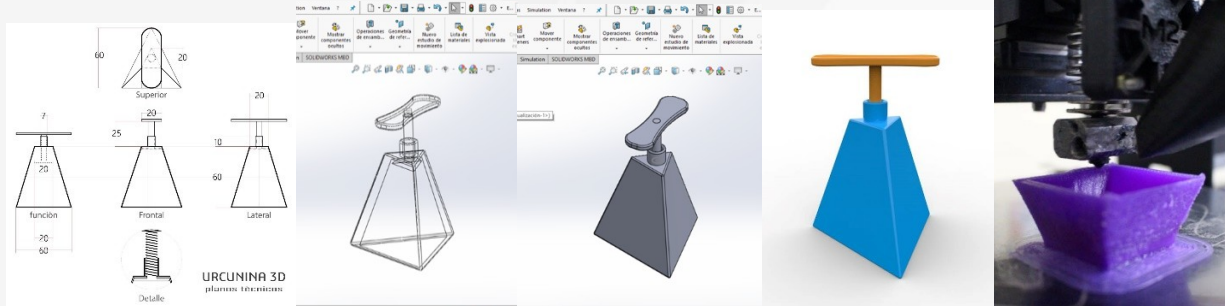 60
20
Superior
7
20
25
20
función
20
60
Frontal
20
10
60
Lateral
Detalle
URCUNINA 3D
planos técnicos
Ventana ?
Mostrar componentes ocultos
Operaciones de ensamb...
Geometría de refer...
Nuevo estudio de movimiento
Lista de materiales
Vista explosionada
SOLIDWORKS MBD
Simulation Ventana ?
Mover componente
Mostrar componentes ocultos
Operaciones de ensamb...
Geometría de refer...
Nuevo estudio de movimiento
Lista de materiales
Vista explosionada
Simulation SOLIDWORKS MBD